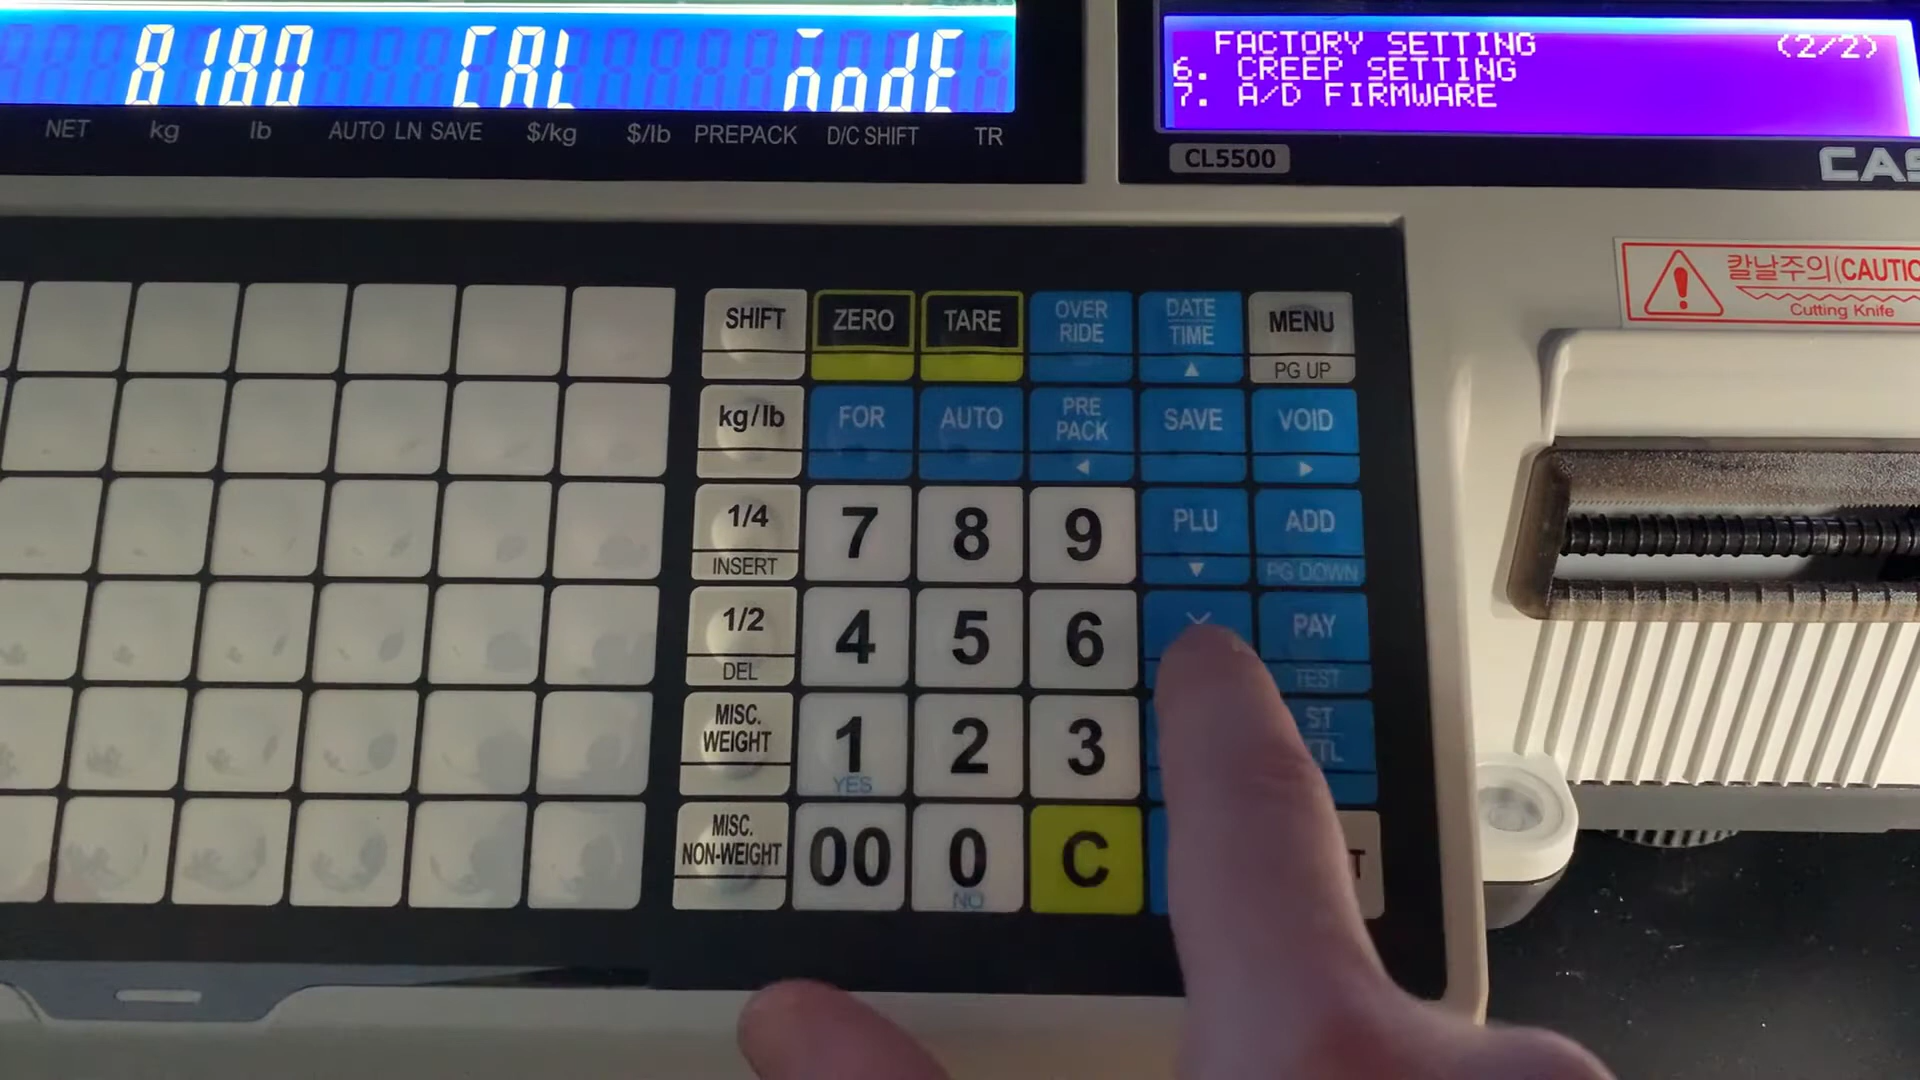 8180 CAL nodE
FACTORY SETTING (2/2)
6. CREEP SETTING
7. A/D FIRMWARE
NET kg lb AUTO LN SAVE $/kg $/lb PREPACK D/C SHIFT TR
CL5500
칼날주의(CAUTIO
Cutting Knife
SHIFT ZERO TARE OVER RIDE DATE TIME MENU
▲ PG UP
kg/lb FOR AUTO PRE PACK SAVE VOID
◀ ▶
1/4 7 8 9 PLU ADD
INSERT ▼ PG DOWN
1/2 4 5 6 X PAY
DEL TEST
MISC. WEIGHT 1 2 3 ST
YES
MISC. NON-WEIGHT 00 0 C
NO